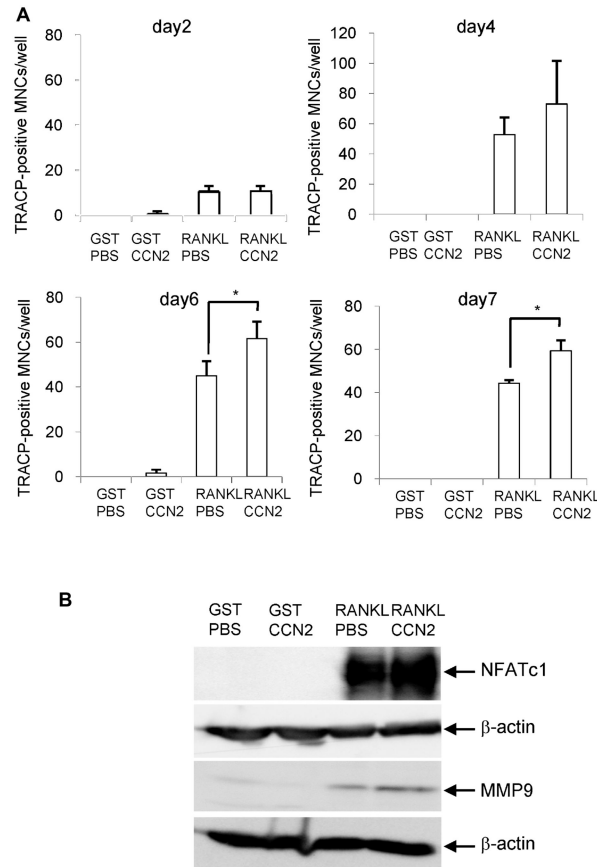 A
day2
TRACP-positive MNCs/well
80
60
40
20
0
GST PBS
GST CCN2
RANKL PBS
RANKL CCN2
day4
TRACP-positive MNCs/well
120
100
80
60
40
20
0
GST PBS
GST CCN2
RANKL PBS
RANKL CCN2
day6
*
TRACP-positive MNCs/well
80
60
40
20
0
GST PBS
GST CCN2
RANKL PBS
RANKL CCN2
day7
*
TRACP-positive MNCs/well
80
60
40
20
0
GST PBS
GST CCN2
RANKL PBS
RANKL CCN2
B
GST PBS
GST CCN2
RANKL PBS
RANKL CCN2
NFATc1
β-actin
MMP9
β-actin